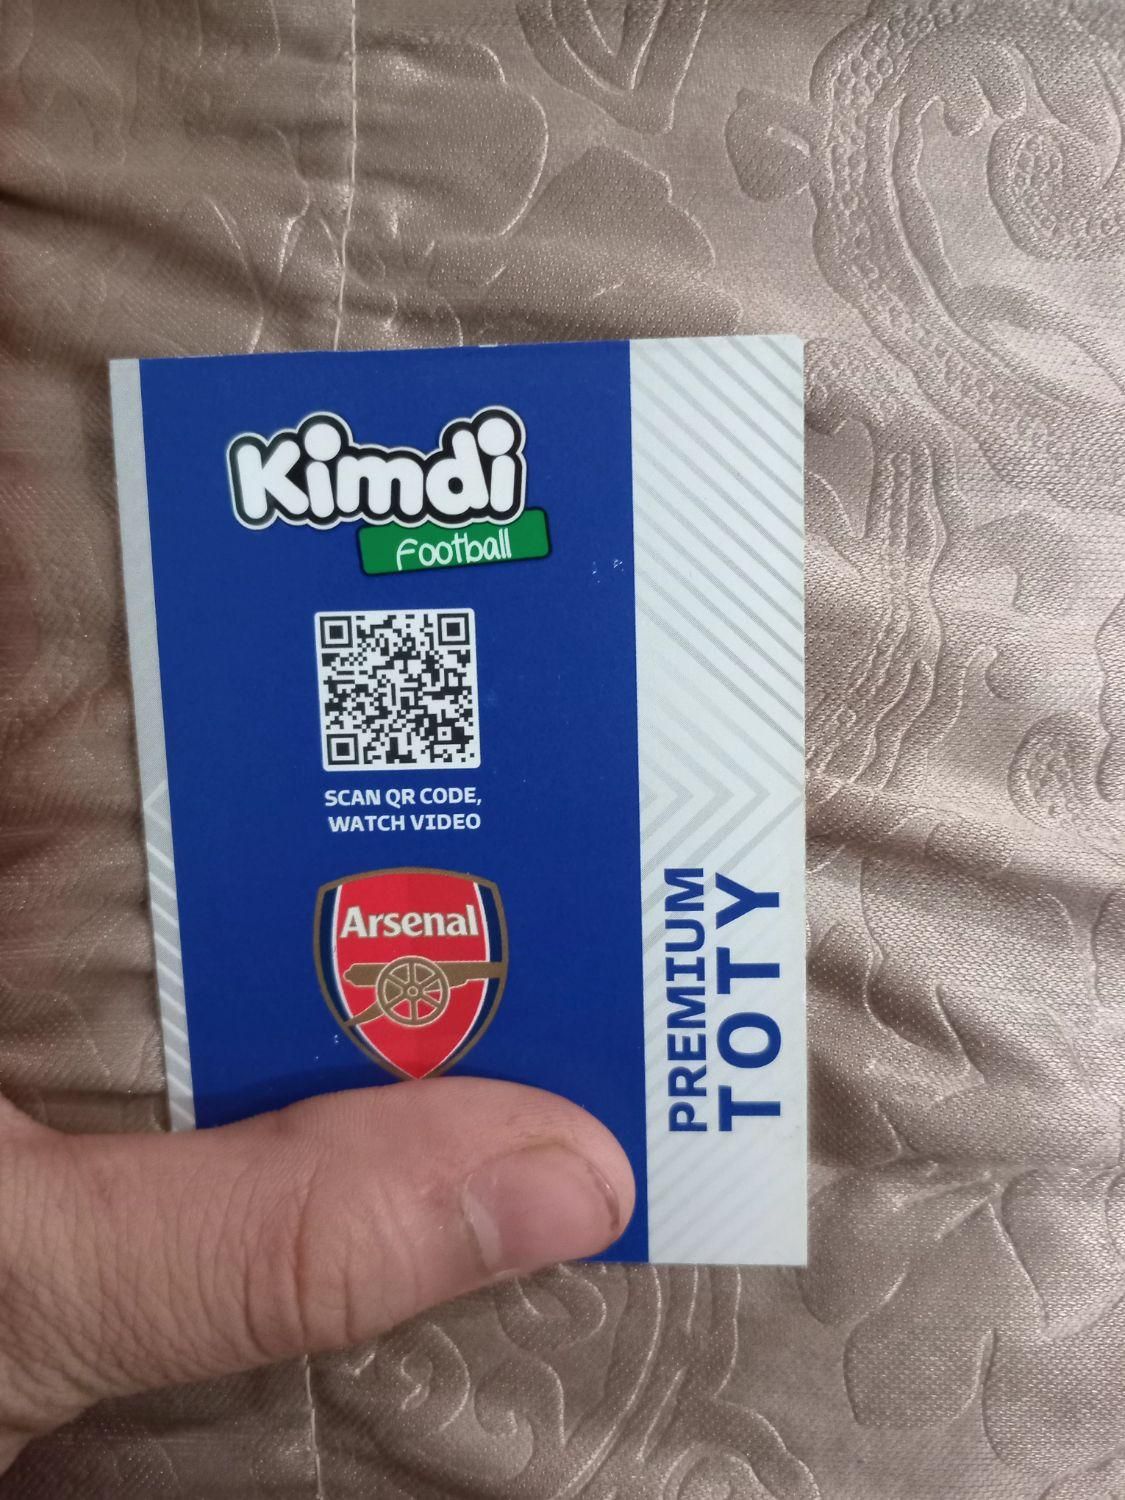 Kimdi
Football
SCAN QR CODE,
WATCH VIDEO
Arsenal
PREMIUM
TOTY